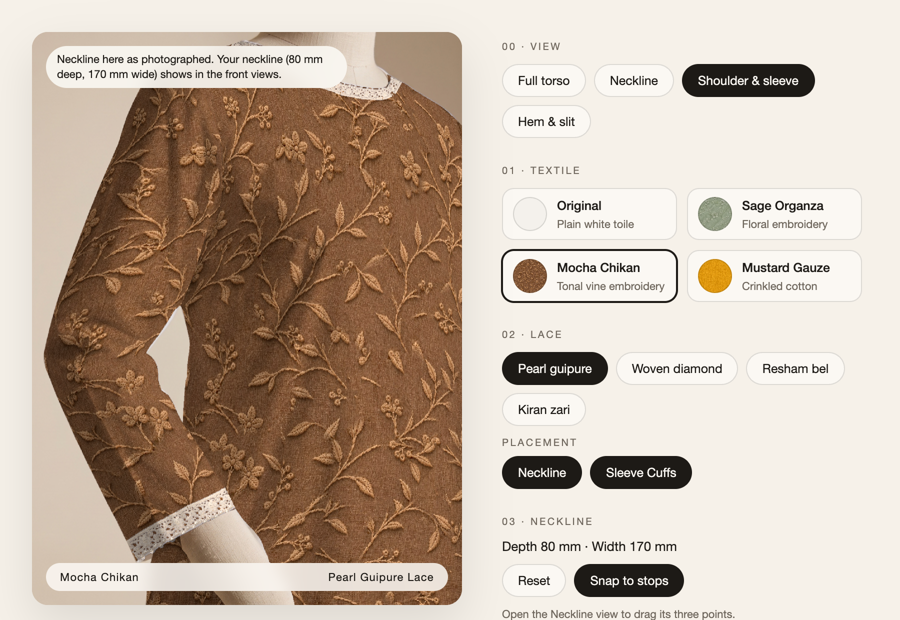 Neckline here as photographed. Your neckline (80 mm
deep, 170 mm wide) shows in the front views.
Mocha Chikan
Pearl Guipure Lace
00 · VIEW
Full torso
Neckline
Shoulder & sleeve
Hem & slit
01 · TEXTILE
Original
Plain white toile
Sage Organza
Floral embroidery
Mocha Chikan
Tonal vine embroidery
Mustard Gauze
Crinkled cotton
02 · LACE
Pearl guipure
Woven diamond
Resham bel
Kiran zari
PLACEMENT
Neckline
Sleeve Cuffs
03 · NECKLINE
Depth 80 mm · Width 170 mm
Reset
Snap to stops
Open the Neckline view to drag its three points.